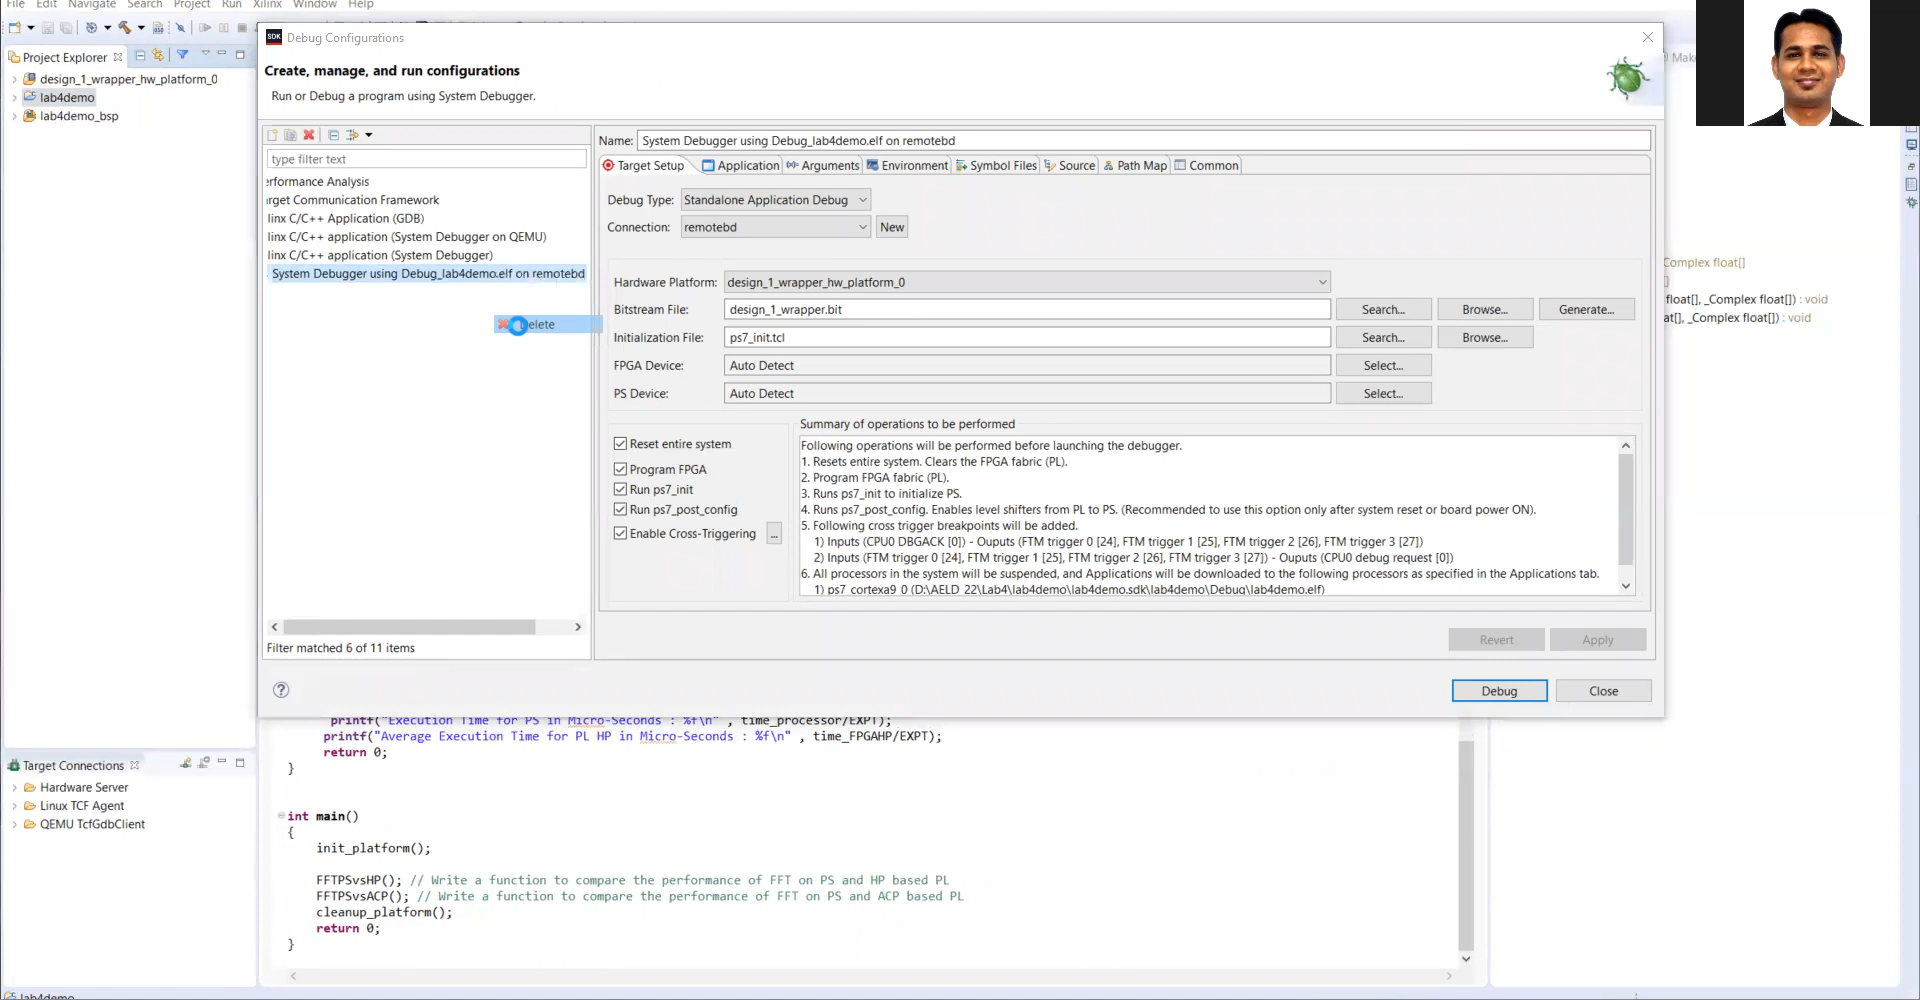 File Edit Navigate Search Project Run Xilinx Window Help
SDK Debug Configurations
Create, manage, and run configurations
Run or Debug a program using System Debugger.
Project Explorer
design_1_wrapper_hw_platform_0
lab4demo
lab4demo_bsp
type filter text
erformance Analysis
rget Communication Framework
linx C/C++ Application (GDB)
linx C/C++ application (System Debugger on QEMU)
linx C/C++ application (System Debugger)
System Debugger using Debug_lab4demo.elf on remotebd
elete
Filter matched 6 of 11 items
Name: System Debugger using Debug_lab4demo.elf on remotebd
Target Setup Application Arguments Environment Symbol Files Source Path Map Common
Debug Type: Standalone Application Debug
Connection: remotebd New
Hardware Platform: design_1_wrapper_hw_platform_0
Bitstream File: design_1_wrapper.bit Search... Browse... Generate...
Initialization File: ps7_init.tcl Search... Browse...
FPGA Device: Auto Detect Select...
PS Device: Auto Detect Select...
Reset entire system
Program FPGA
Run ps7_init
Run ps7_post_config
Enable Cross-Triggering ...
Summary of operations to be performed
Following operations will be performed before launching the debugger.
1. Resets entire system. Clears the FPGA fabric (PL).
2. Program FPGA fabric (PL).
3. Runs ps7_init to initialize PS.
4. Runs ps7_post_config. Enables level shifters from PL to PS. (Recommended to use this option only after system reset or board power ON).
5. Following cross trigger breakpoints will be added.
1) Inputs (CPU0 DBGACK [0]) - Ouputs (FTM trigger 0 [24], FTM trigger 1 [25], FTM trigger 2 [26], FTM trigger 3 [27])
2) Inputs (FTM trigger 0 [24], FTM trigger 1 [25], FTM trigger 2 [26], FTM trigger 3 [27]) - Ouputs (CPU0 debug request [0])
6. All processors in the system will be suspended, and Applications will be downloaded to the following processors as specified in the Applications tab.
1) ps7_cortexa9_0 (D:\AELD_22\Lab4\lab4demo\lab4demo.sdk\lab4demo\Debug\lab4demo.elf)
Revert Apply
Debug Close
Make
Complex float[]
]
float[], _Complex float[]) : void
at[], _Complex float[]) : void
printf("Execution Time for PS in Micro-Seconds : %f\n" , time_processor/EXPT);
printf("Average Execution Time for PL HP in Micro-Seconds : %f\n" , time_FPGAHP/EXPT);
return 0;
}
int main()
{
init_platform();
FFTPSvsHP(); // Write a function to compare the performance of FFT on PS and HP based PL
FFTPSvsACP(); // Write a function to compare the performance of FFT on PS and ACP based PL
cleanup_platform();
return 0;
}
Target Connections
Hardware Server
Linux TCF Agent
QEMU TcfGdbClient
lab4demo